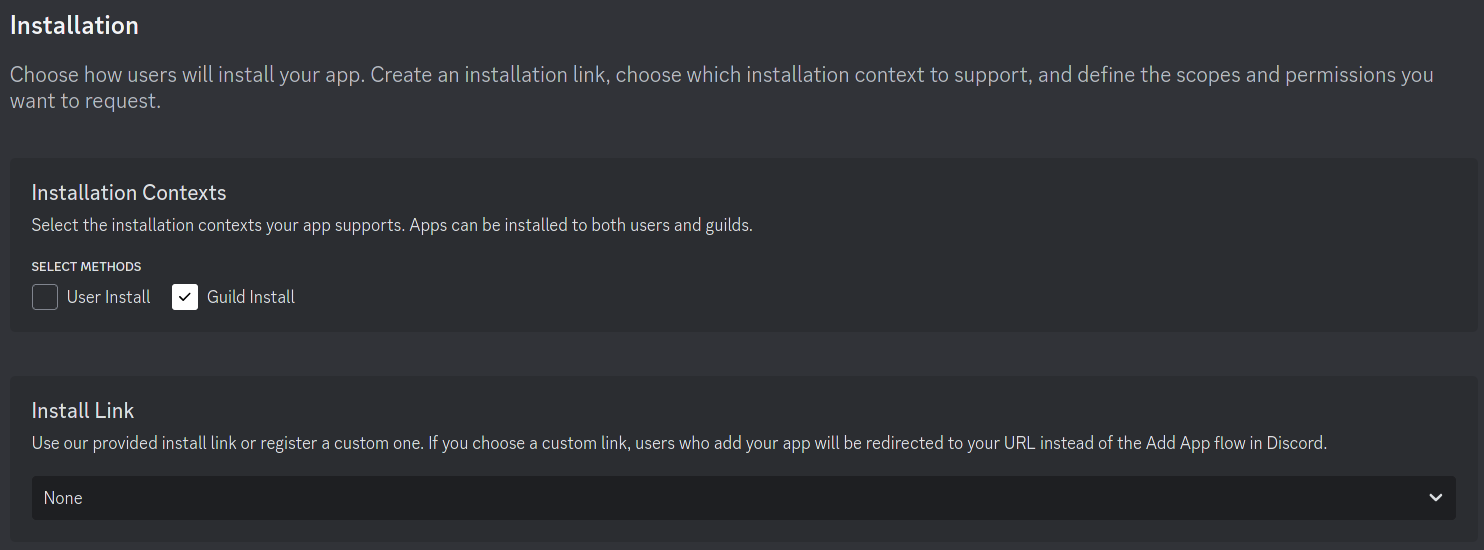 Installation
Choose how users will install your app. Create an installation link, choose which installation context to support, and define the scopes and permissions you
want to request.
Installation Contexts
Select the installation contexts your app supports. Apps can be installed to both users and guilds.
SELECT METHODS
User Install Guild Install
Install Link
Use our provided install link or register a custom one. If you choose a custom link, users who add your app will be redirected to your URL instead of the Add App flow in Discord.
None